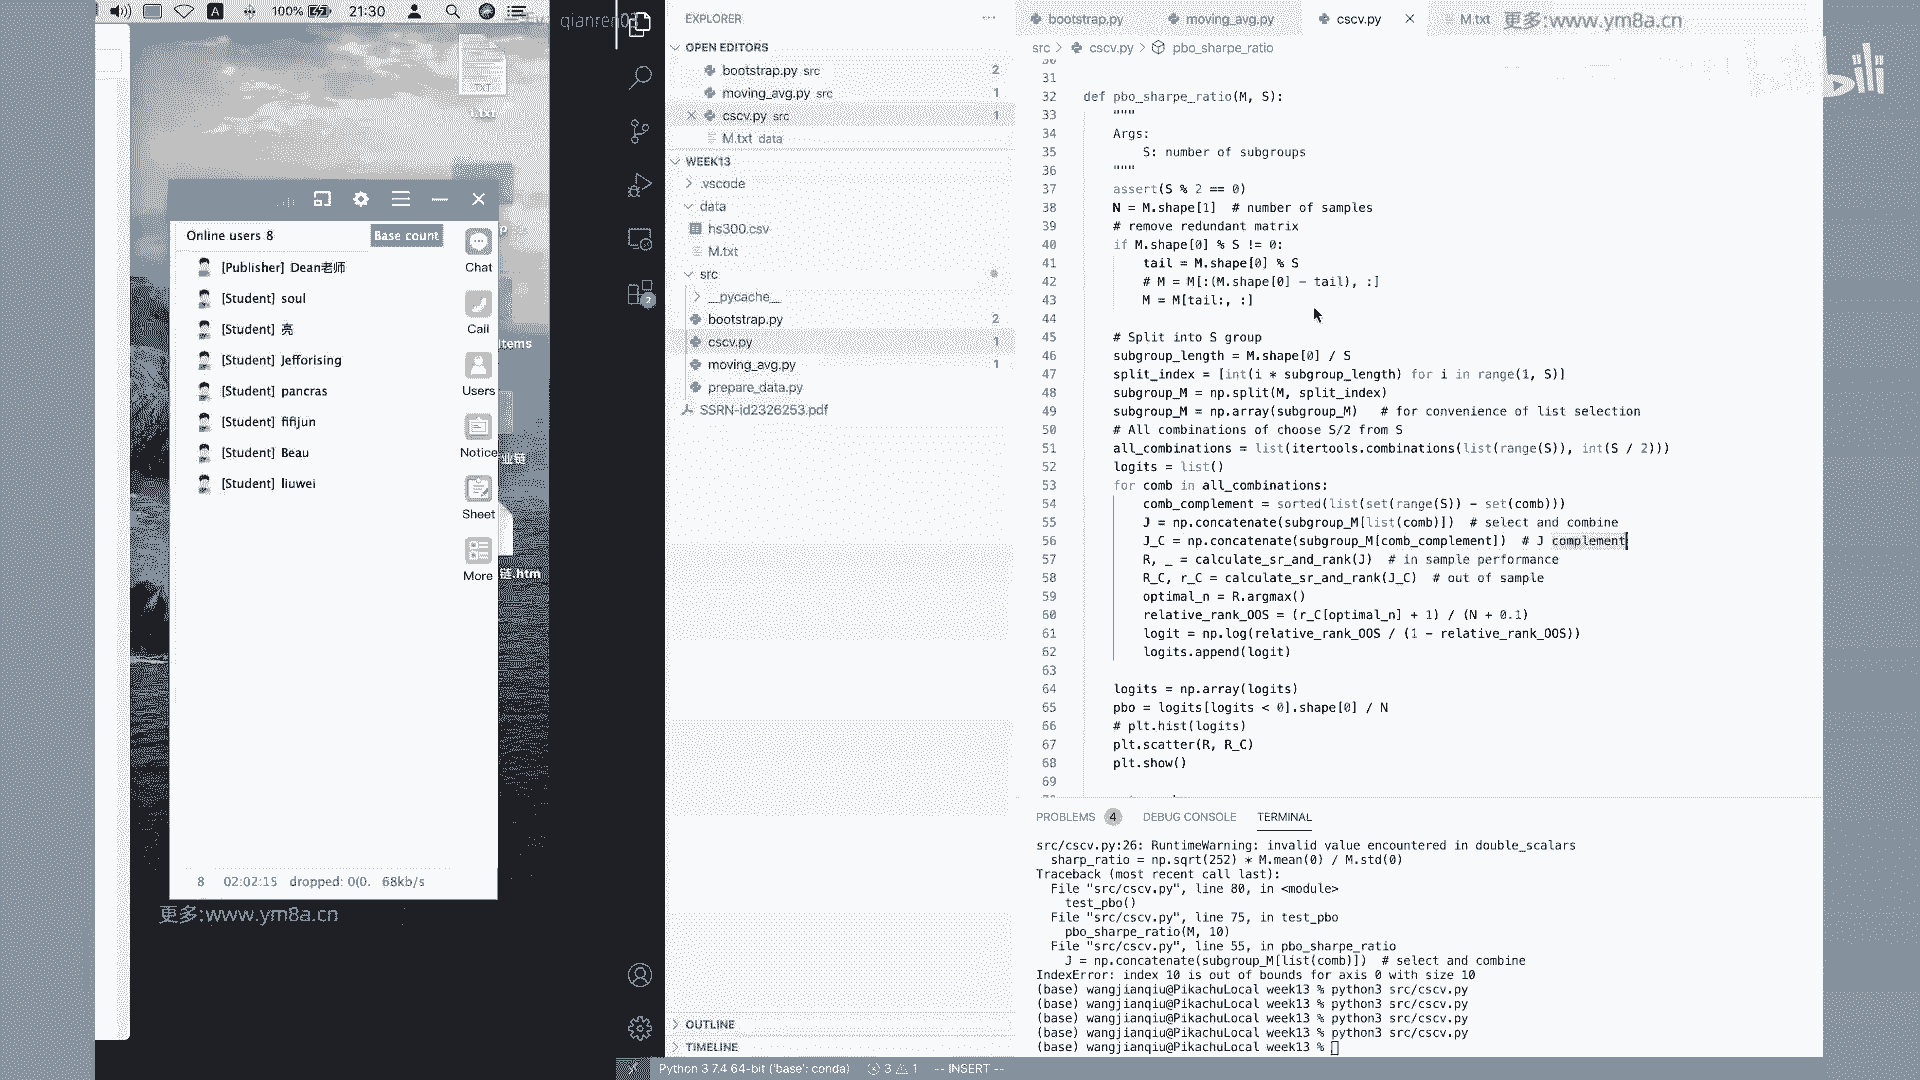 100%
21:30
qianren
TXT
1.txt
Online users 8
Base count
[Publisher] Dean老师
[Student] soul
[Student] 亮
[Student] Jefforising
[Student] pancras
[Student] fifijun
[Student] Beau
[Student] liuwei
Chat
Call
Users
Notice
Sheet
More
Items
业链
链.htm
8 02:02:15 dropped: 0(0. 68kb/s
更多:www.ym8a.cn
EXPLORER
OPEN EDITORS
bootstrap.py src 2
moving_avg.py src 1
cscv.py src 1
M.txt data
WEEK13
.vscode
data
hs300.csv
M.txt
src
__pycache__
bootstrap.py 2
cscv.py 1
moving_avg.py 1
prepare_data.py
SSRN-id2326253.pdf
OUTLINE
TIMELINE
bootstrap.py moving_avg.py cscv.py M.txt
更多:www.ym8a.cn
bili
src > cscv.py > pbo_sharpe_ratio
30
31
32 def pbo_sharpe_ratio(M, S):
33 """
34 Args:
35 S: number of subgroups
36 """
37 assert(S % 2 == 0)
38 N = M.shape[1] # number of samples
39 # remove redundant matrix
40 if M.shape[0] % S != 0:
41 tail = M.shape[0] % S
42 # M = M[:(M.shape[0] - tail), :]
43 M = M[tail:, :]
44
45 # Split into S group
46 subgroup_length = M.shape[0] / S
47 split_index = [int(i * subgroup_length) for i in range(1, S)]
48 subgroup_M = np.split(M, split_index)
49 subgroup_M = np.array(subgroup_M) # for convenience of list selection
50 # All combinations of choose S/2 from S
51 all_combinations = list(itertools.combinations(list(range(S)), int(S / 2)))
52 logits = list()
53 for comb in all_combinations:
54 comb_complement = sorted(list(set(range(S)) - set(comb)))
55 J = np.concatenate(subgroup_M[list(comb)]) # select and combine
56 J_C = np.concatenate(subgroup_M[comb_complement]) # J complement
57 R, _ = calculate_sr_and_rank(J) # in sample performance
58 R_C, r_C = calculate_sr_and_rank(J_C) # out of sample
59 optimal_n = R.argmax()
60 relative_rank_OOS = (r_C[optimal_n] + 1) / (N + 0.1)
61 logit = np.log(relative_rank_OOS / (1 - relative_rank_OOS))
62 logits.append(logit)
63
64 logits = np.array(logits)
65 pbo = logits[logits < 0].shape[0] / N
66 # plt.hist(logits)
67 plt.scatter(R, R_C)
68 plt.show()
69
PROBLEMS 4 DEBUG CONSOLE TERMINAL
src/cscv.py:26: RuntimeWarning: invalid value encountered in double_scalars
sharp_ratio = np.sqrt(252) * M.mean(0) / M.std(0)
Traceback (most recent call last):
File "src/cscv.py", line 80, in <module>
test_pbo()
File "src/cscv.py", line 75, in test_pbo
pbo_sharpe_ratio(M, 10)
File "src/cscv.py", line 55, in pbo_sharpe_ratio
J = np.concatenate(subgroup_M[list(comb)]) # select and combine
IndexError: index 10 is out of bounds for axis 0 with size 10
(base) wangjianqiu@PikachuLocal week13 % python3 src/cscv.py
(base) wangjianqiu@PikachuLocal week13 % python3 src/cscv.py
(base) wangjianqiu@PikachuLocal week13 % python3 src/cscv.py
(base) wangjianqiu@PikachuLocal week13 % python3 src/cscv.py
(base) wangjianqiu@PikachuLocal week13 %
Python 3.7.4 64-bit ('base': conda) 3 1 -- INSERT --